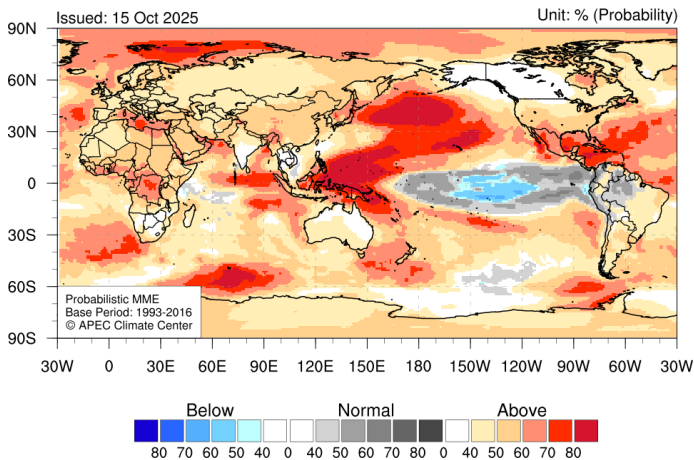 Issued: 15 Oct 2025
Unit: % (Probability)
90N
60N
30N
0
30S
60S
90S
Probabilistic MME
Base Period: 1993-2016
© APEC Climate Center
30W 0 30E 60E 90E 120E 150E 180 150W 120W 90W 60W 30W
Below Normal Above
80 70 60 50 40 0 40 50 60 70 80 0 40 50 60 70 80